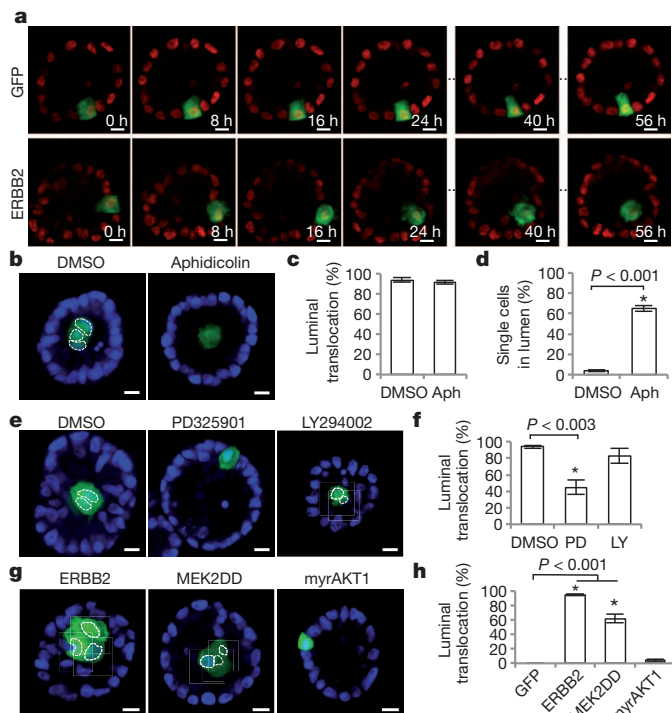 a
GFP
0 h
8 h
16 h
24 h
40 h
56 h
ERBB2
0 h
8 h
16 h
24 h
40 h
56 h
b
DMSO
Aphidicolin
c
Luminal translocation (%)
100
80
60
40
20
0
DMSO Aph
d
Single cells in lumen (%)
P < 0.001
100
80
60
40
20
0
*
DMSO Aph
e
DMSO
PD325901
LY294002
f
Luminal translocation (%)
P < 0.003
100
80
60
40
20
0
*
DMSO PD LY
g
ERBB2
MEK2DD
myrAKT1
h
Luminal translocation (%)
P < 0.001
100
80
60
40
20
0
*
*
GFP
ERBB2
MEK2DD
myrAKT1